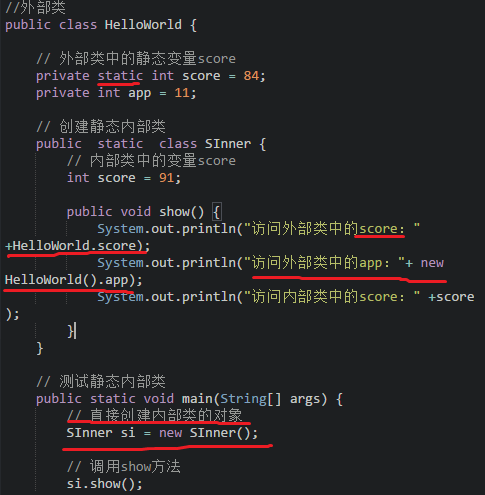 //外部类
public class HelloWorld {
// 外部类中的静态变量score
private static int score = 84;
private int app = 11;
// 创建静态内部类
public  static  class SInner {
// 内部类中的变量score
int score = 91;
public void show() {
System.out.println("访问外部类中的score: "
+HelloWorld.score);
System.out.println("访问外部类中的app: "+ new
HelloWorld().app);
System.out.println("访问内部类中的score: " +score
);
}
}
// 测试静态内部类
public static void main(String[] args) {
// 直接创建内部类的对象
SInner si = new SInner();
// 调用show方法
si.show();